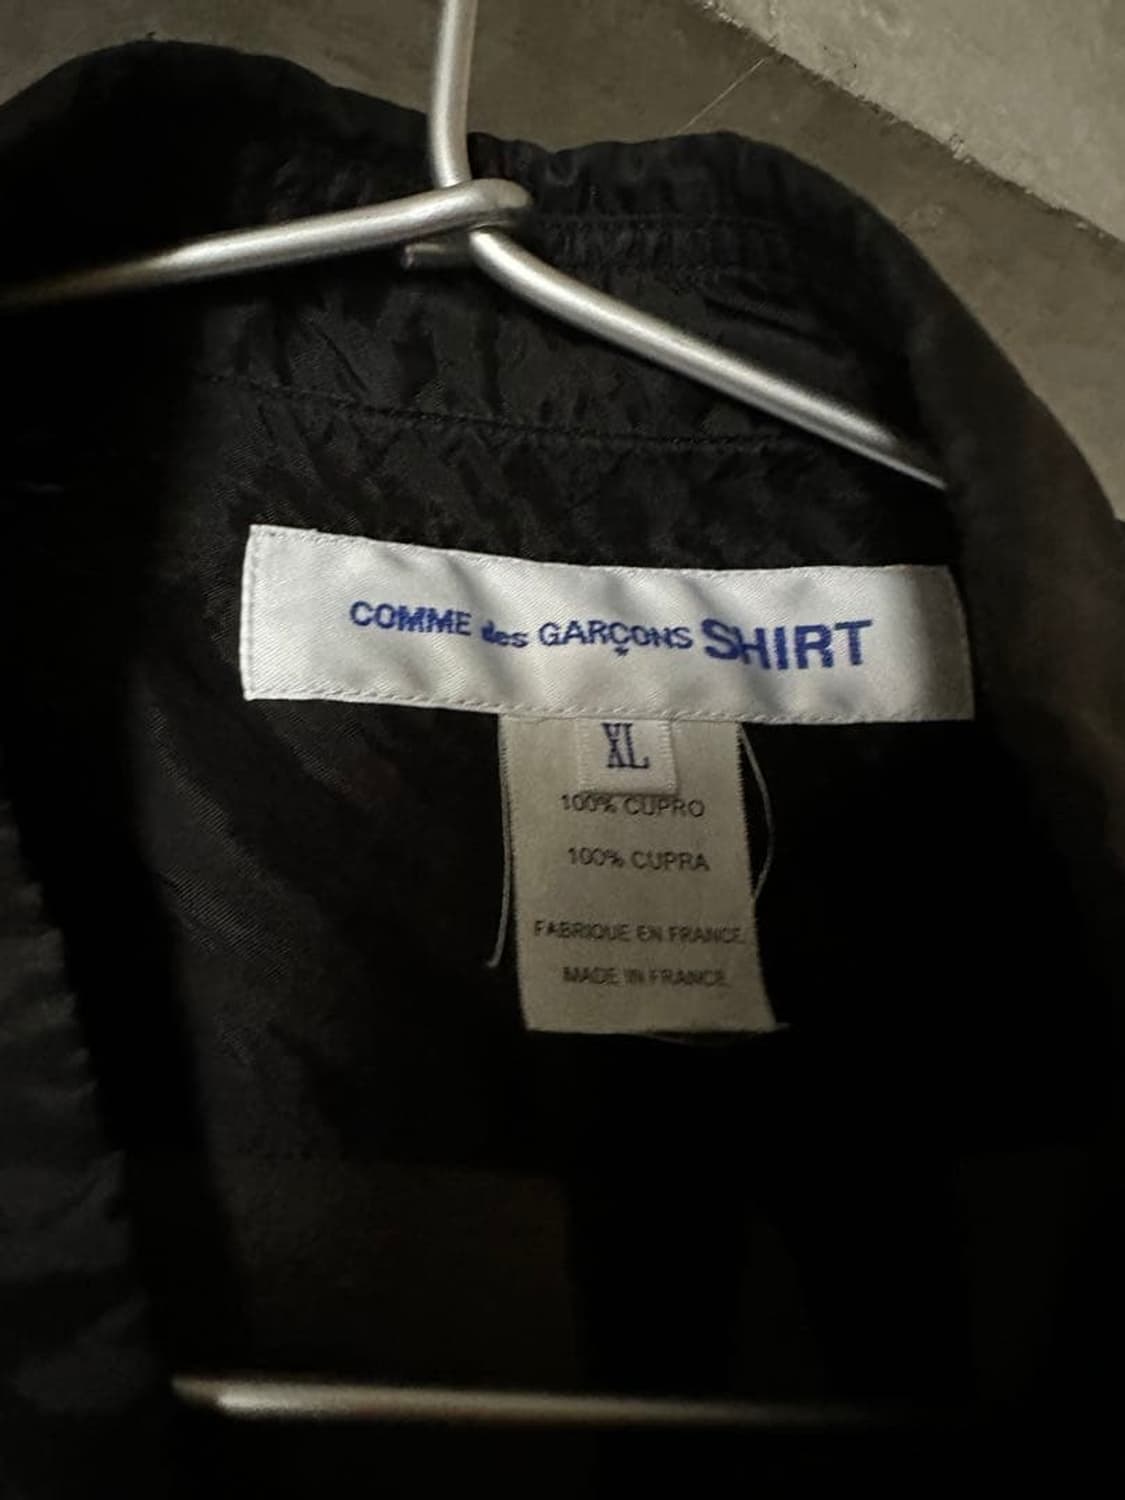 COMME des GARÇONS SHIRT
XL
100% CUPRO
100% CUPRA
FABRIQUE EN FRANCE
MADE IN FRANCE